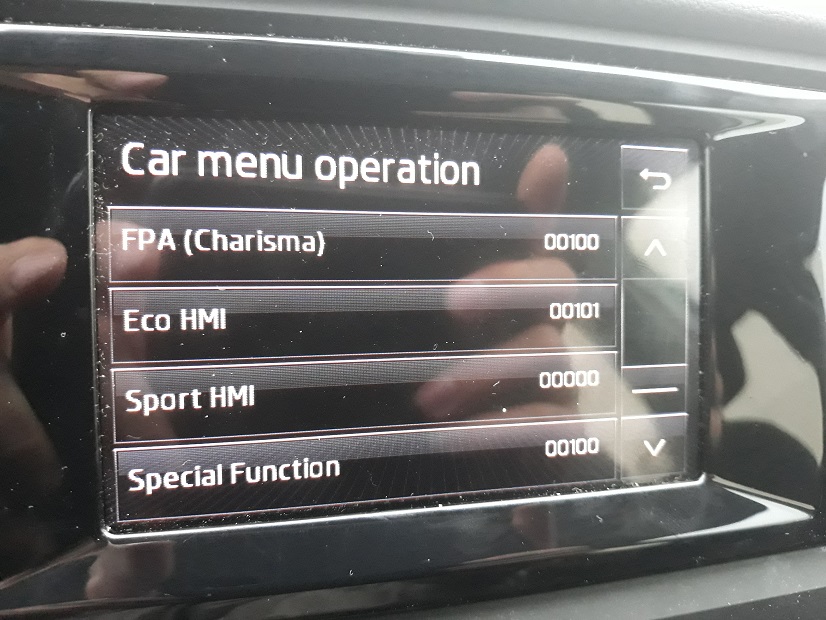 Car menu operation
FPA (Charisma) 00100
Eco HMI 00101
Sport HMI 00000
Special Function 00100